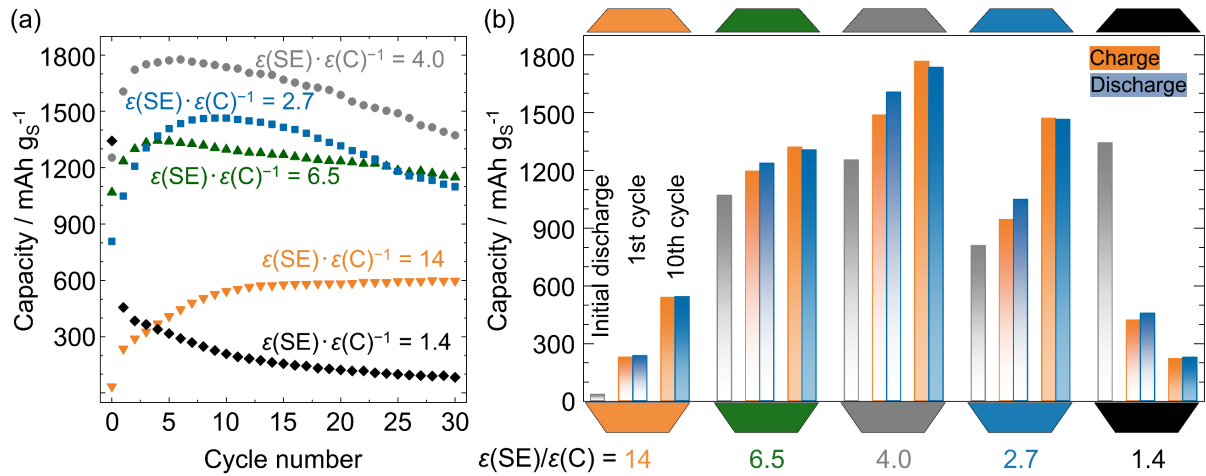 (a)
Capacity / mAh gS−1
1800
1500
1200
900
600
300
ε(SE)·ε(C)−1 = 4.0
ε(SE)·ε(C)−1 = 2.7
ε(SE)·ε(C)−1 = 6.5
ε(SE)·ε(C)−1 = 14
ε(SE)·ε(C)−1 = 1.4
0 5 10 15 20 25 30
Cycle number
(b)
Capacity / mAh gS−1
1800
1500
1200
900
600
300
0
Charge
Discharge
Initial discharge
1st cycle
10th cycle
ε(SE)/ε(C) = 14 6.5 4.0 2.7 1.4